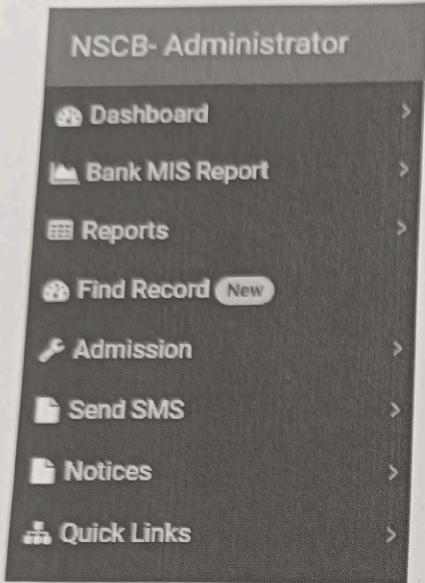 NSCB- Administrator
Dashboard
Bank MIS Report
Reports
Find Record New
Admission
Send SMS
Notices
Quick Links